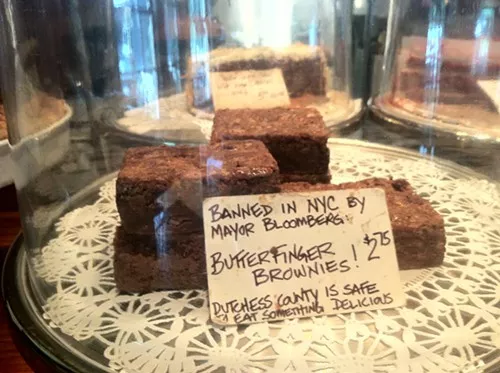 BANNED IN NYC BY
MAYOR BLOOMBERG:
BUTTERFINGER
BROWNIES! $2.75
DUTCHESS COUNTY IS SAFE
EAT SOMETHING DELICIOUS